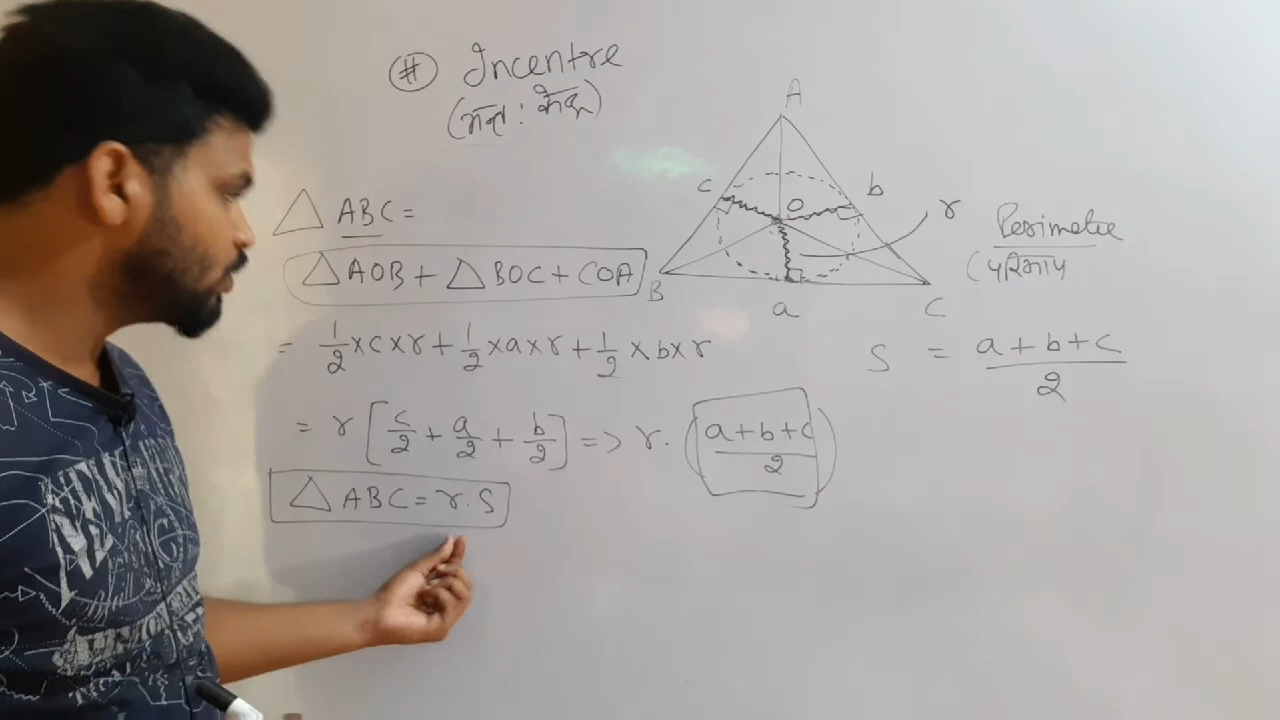 # Incentre
(अन्तः केन्द्र)
A
c b
O
r
B a C
Perimeter
(परिमाप
△ ABC =
△ AOB + △ BOC + COA
= 1/2 × c × r + 1/2 × a × r + 1/2 × b × r
S = a + b + c / 2
= r [ c/2 + a/2 + b/2 ] => r. ( a + b + c / 2 )
△ ABC = r. S